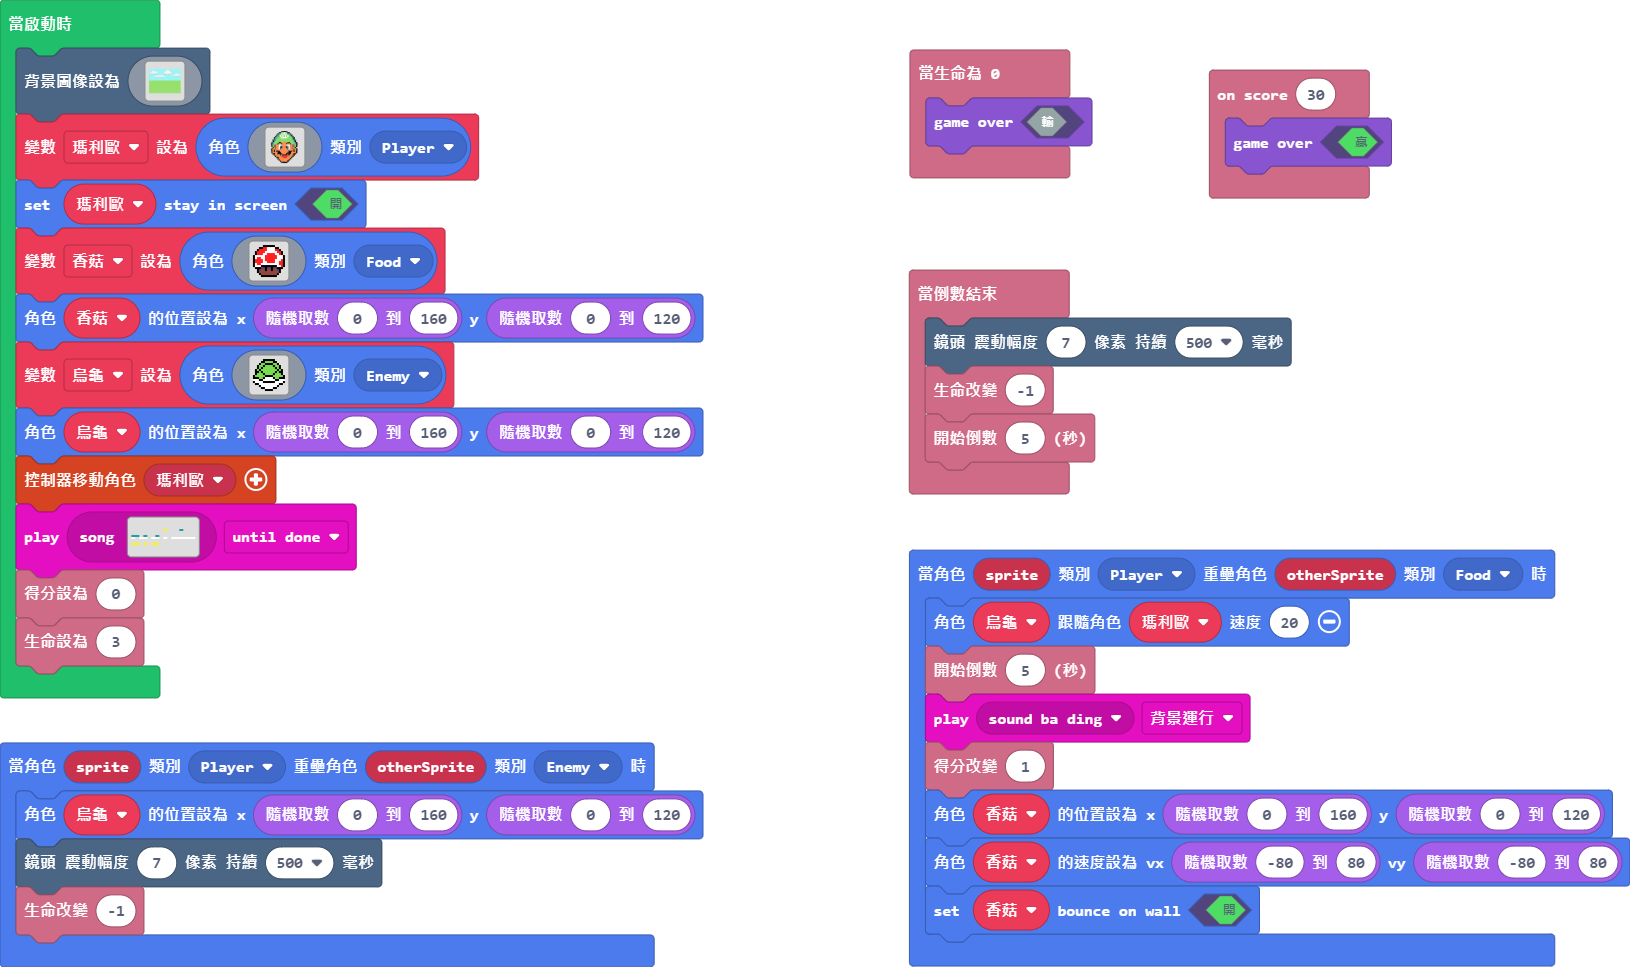 當啟動時
背景圖像設為
變數 瑪利歐 設為 角色 類別 Player
set 瑪利歐 stay in screen 開
變數 香菇 設為 角色 類別 Food
角色 香菇 的位置設為 x 隨機取數 0 到 160 y 隨機取數 0 到 120
變數 烏龜 設為 角色 類別 Enemy
角色 烏龜 的位置設為 x 隨機取數 0 到 160 y 隨機取數 0 到 120
控制器移動角色 瑪利歐
play song until done
得分設為 0
生命設為 3
當角色 sprite 類別 Player 重壘角色 otherSprite 類別 Enemy 時
角色 烏龜 的位置設為 x 隨機取數 0 到 160 y 隨機取數 0 到 120
鏡頭 震動幅度 7 像素 持續 500 毫秒
生命改變 -1
當生命為 0
game over 輸
on score 30
game over 贏
當倒數結束
鏡頭 震動幅度 7 像素 持續 500 毫秒
生命改變 -1
開始倒數 5 (秒)
當角色 sprite 類別 Player 重壘角色 otherSprite 類別 Food 時
角色 烏龜 跟隨角色 瑪利歐 速度 20
開始倒數 5 (秒)
play sound ba ding 背景運行
得分改變 1
角色 香菇 的位置設為 x 隨機取數 0 到 160 y 隨機取數 0 到 120
角色 香菇 的速度設為 vx 隨機取數 -80 到 80 vy 隨機取數 -80 到 80
set 香菇 bounce on wall 開